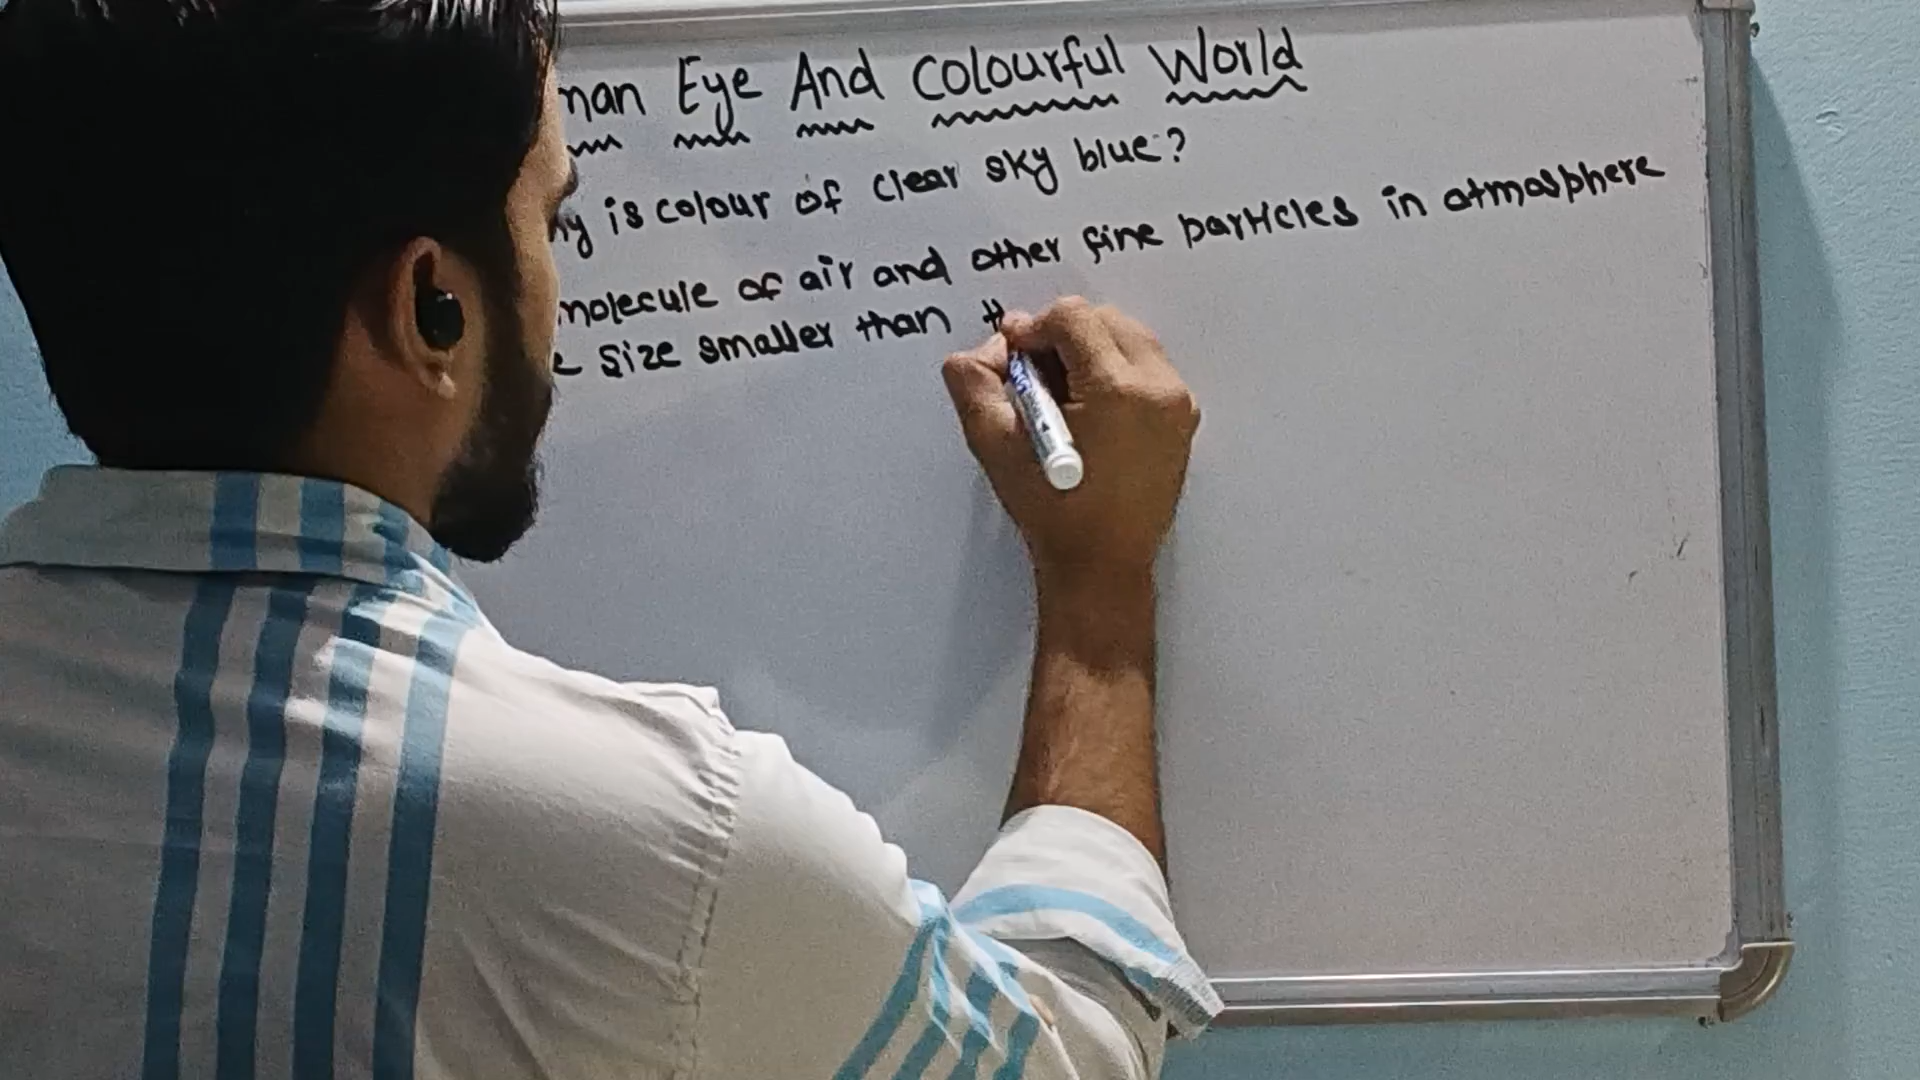 Eye And Colourful World
is colour of clear sky blue?
molecule of air and other fine particles in atmosphere
size smaller than